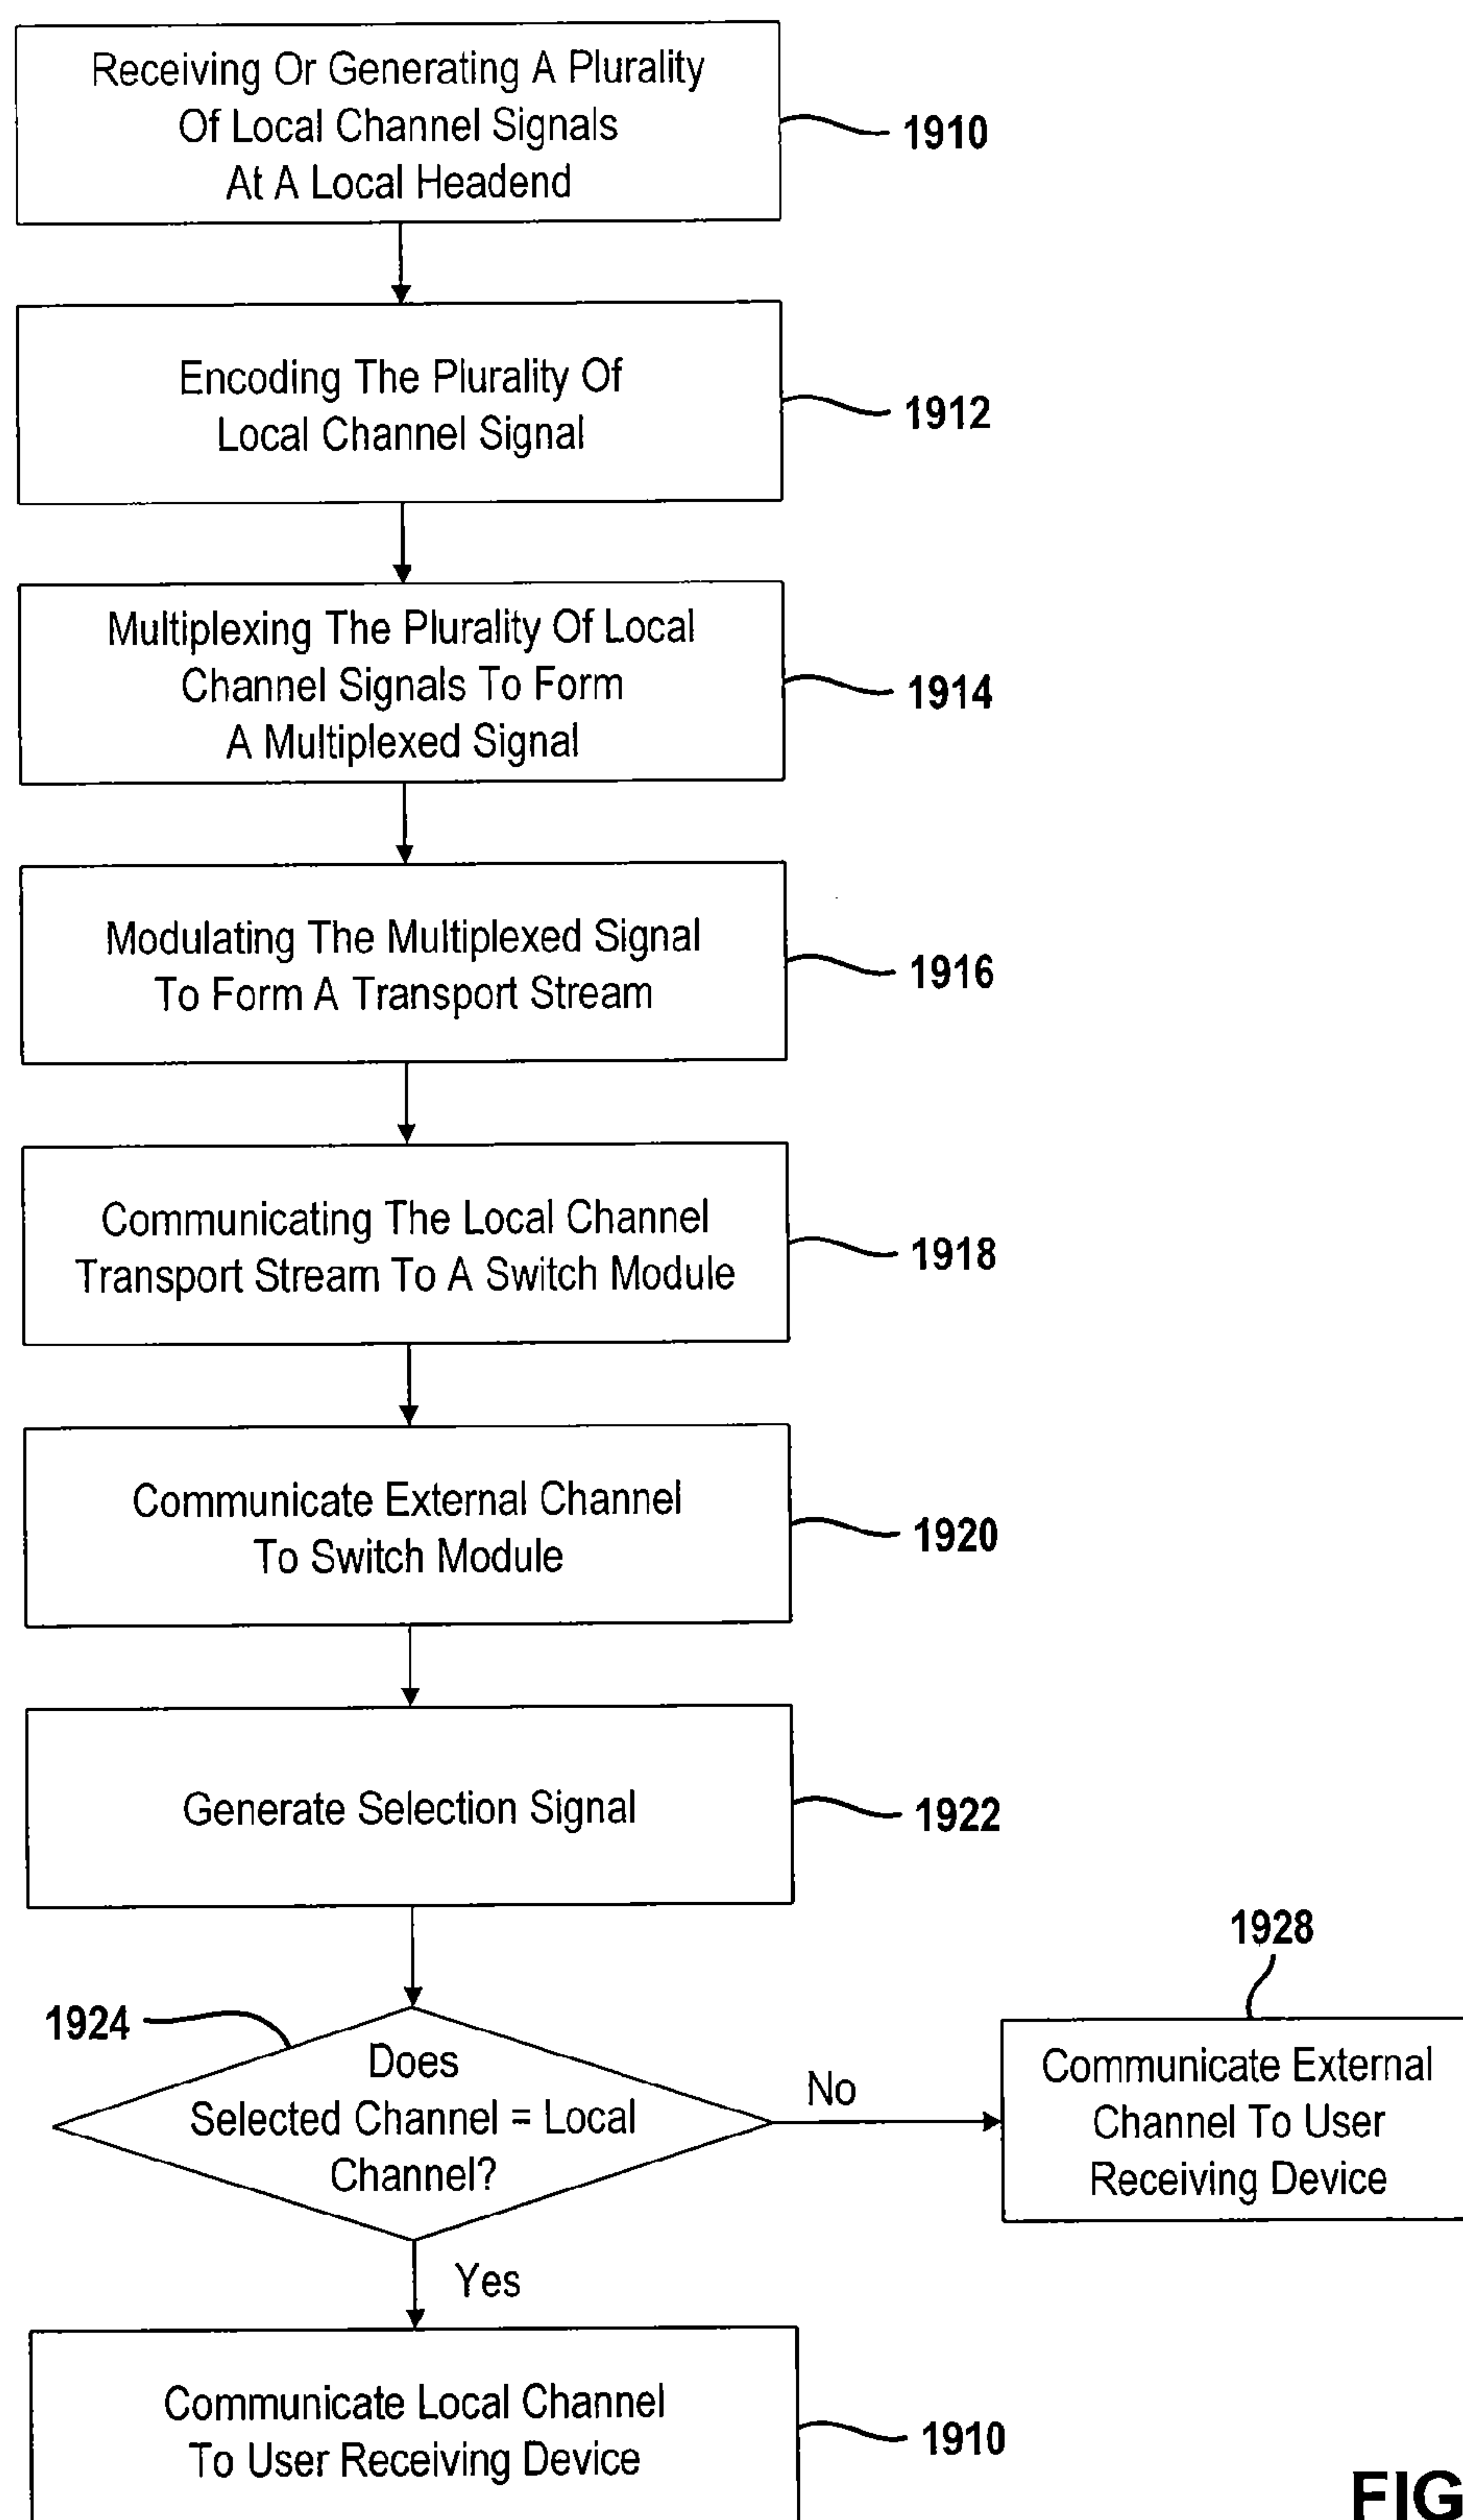 Receiving Or Generating A Plurality
Of Local Channel Signals
At A Local Headend
1910
Encoding The Plurality Of
Local Channel Signal
1912
Multiplexing The Plurality Of Local
Channel Signals To Form
A Multiplexed Signal
1914
Modulating The Multiplexed Signal
To Form A Transport Stream
1916
Communicating The Local Channel
Transport Stream To A Switch Module
1918
Communicate External Channel
To Switch Module
1920
Generate Selection Signal
1922
1924
Does
Selected Channel = Local
Channel?
No
1928
Communicate External
Channel To User
Receiving Device
Yes
Communicate Local Channel
To User Receiving Device
1910
FIG